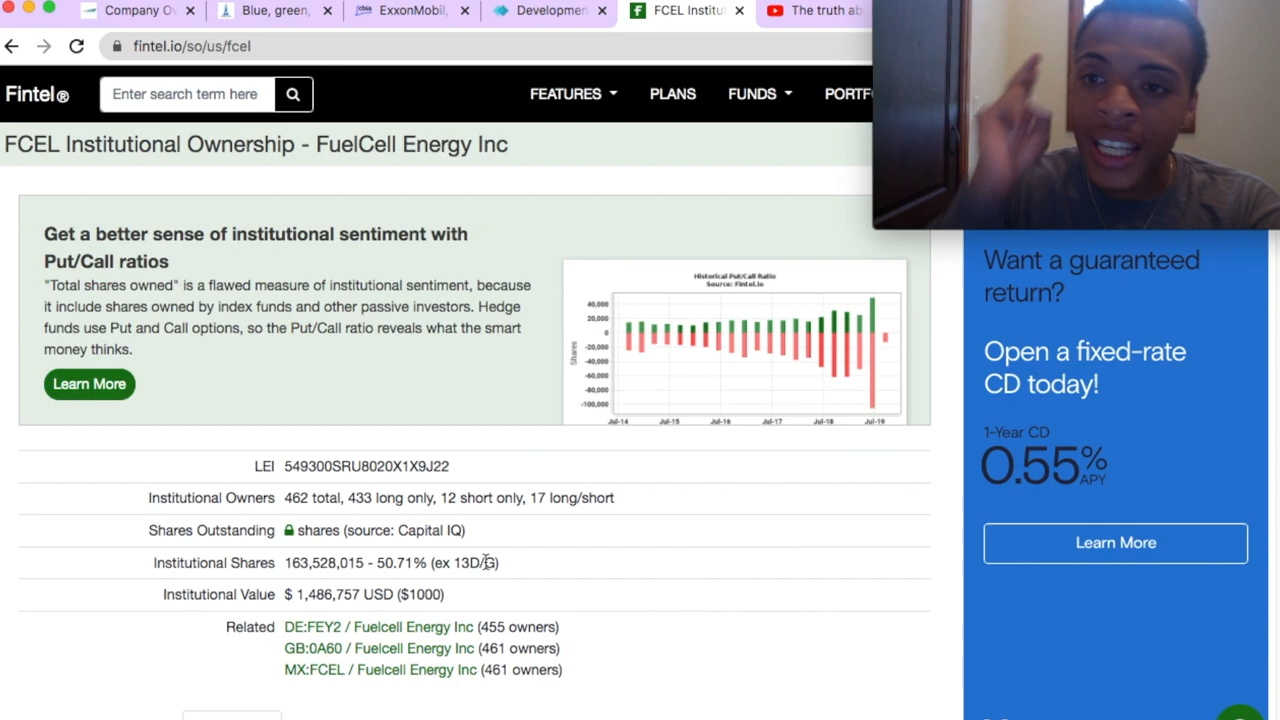 Company Ov
Blue, green,
ExxonMobil,
Developmen
FCEL Institut
The truth ab
fintel.io/so/us/fcel
Fintel®
Enter search term here
FEATURES
PLANS
FUNDS
PORTF
FCEL Institutional Ownership - FuelCell Energy Inc
Get a better sense of institutional sentiment with
Put/Call ratios
"Total shares owned" is a flawed measure of institutional sentiment, because
it include shares owned by index funds and other passive investors. Hedge
funds use Put and Call options, so the Put/Call ratio reveals what the smart
money thinks.
Learn More
Historical Put/Call Ratio
Source: Fintel.io
Shares
40,000
20,000
0
-20,000
-40,000
-60,000
-80,000
-100,000
Jul-14
Jul-15
Jul-16
Jul-17
Jul-18
Jul-19
Want a guaranteed
return?
Open a fixed-rate
CD today!
1-Year CD
0.55% APY
Learn More
LEI 549300SRU8020X1X9J22
Institutional Owners 462 total, 433 long only, 12 short only, 17 long/short
Shares Outstanding shares (source: Capital IQ)
Institutional Shares 163,528,015 - 50.71% (ex 13D/G)
Institutional Value $ 1,486,757 USD ($1000)
Related DE:FEY2 / Fuelcell Energy Inc (455 owners)
GB:0A60 / Fuelcell Energy Inc (461 owners)
MX:FCEL / Fuelcell Energy Inc (461 owners)